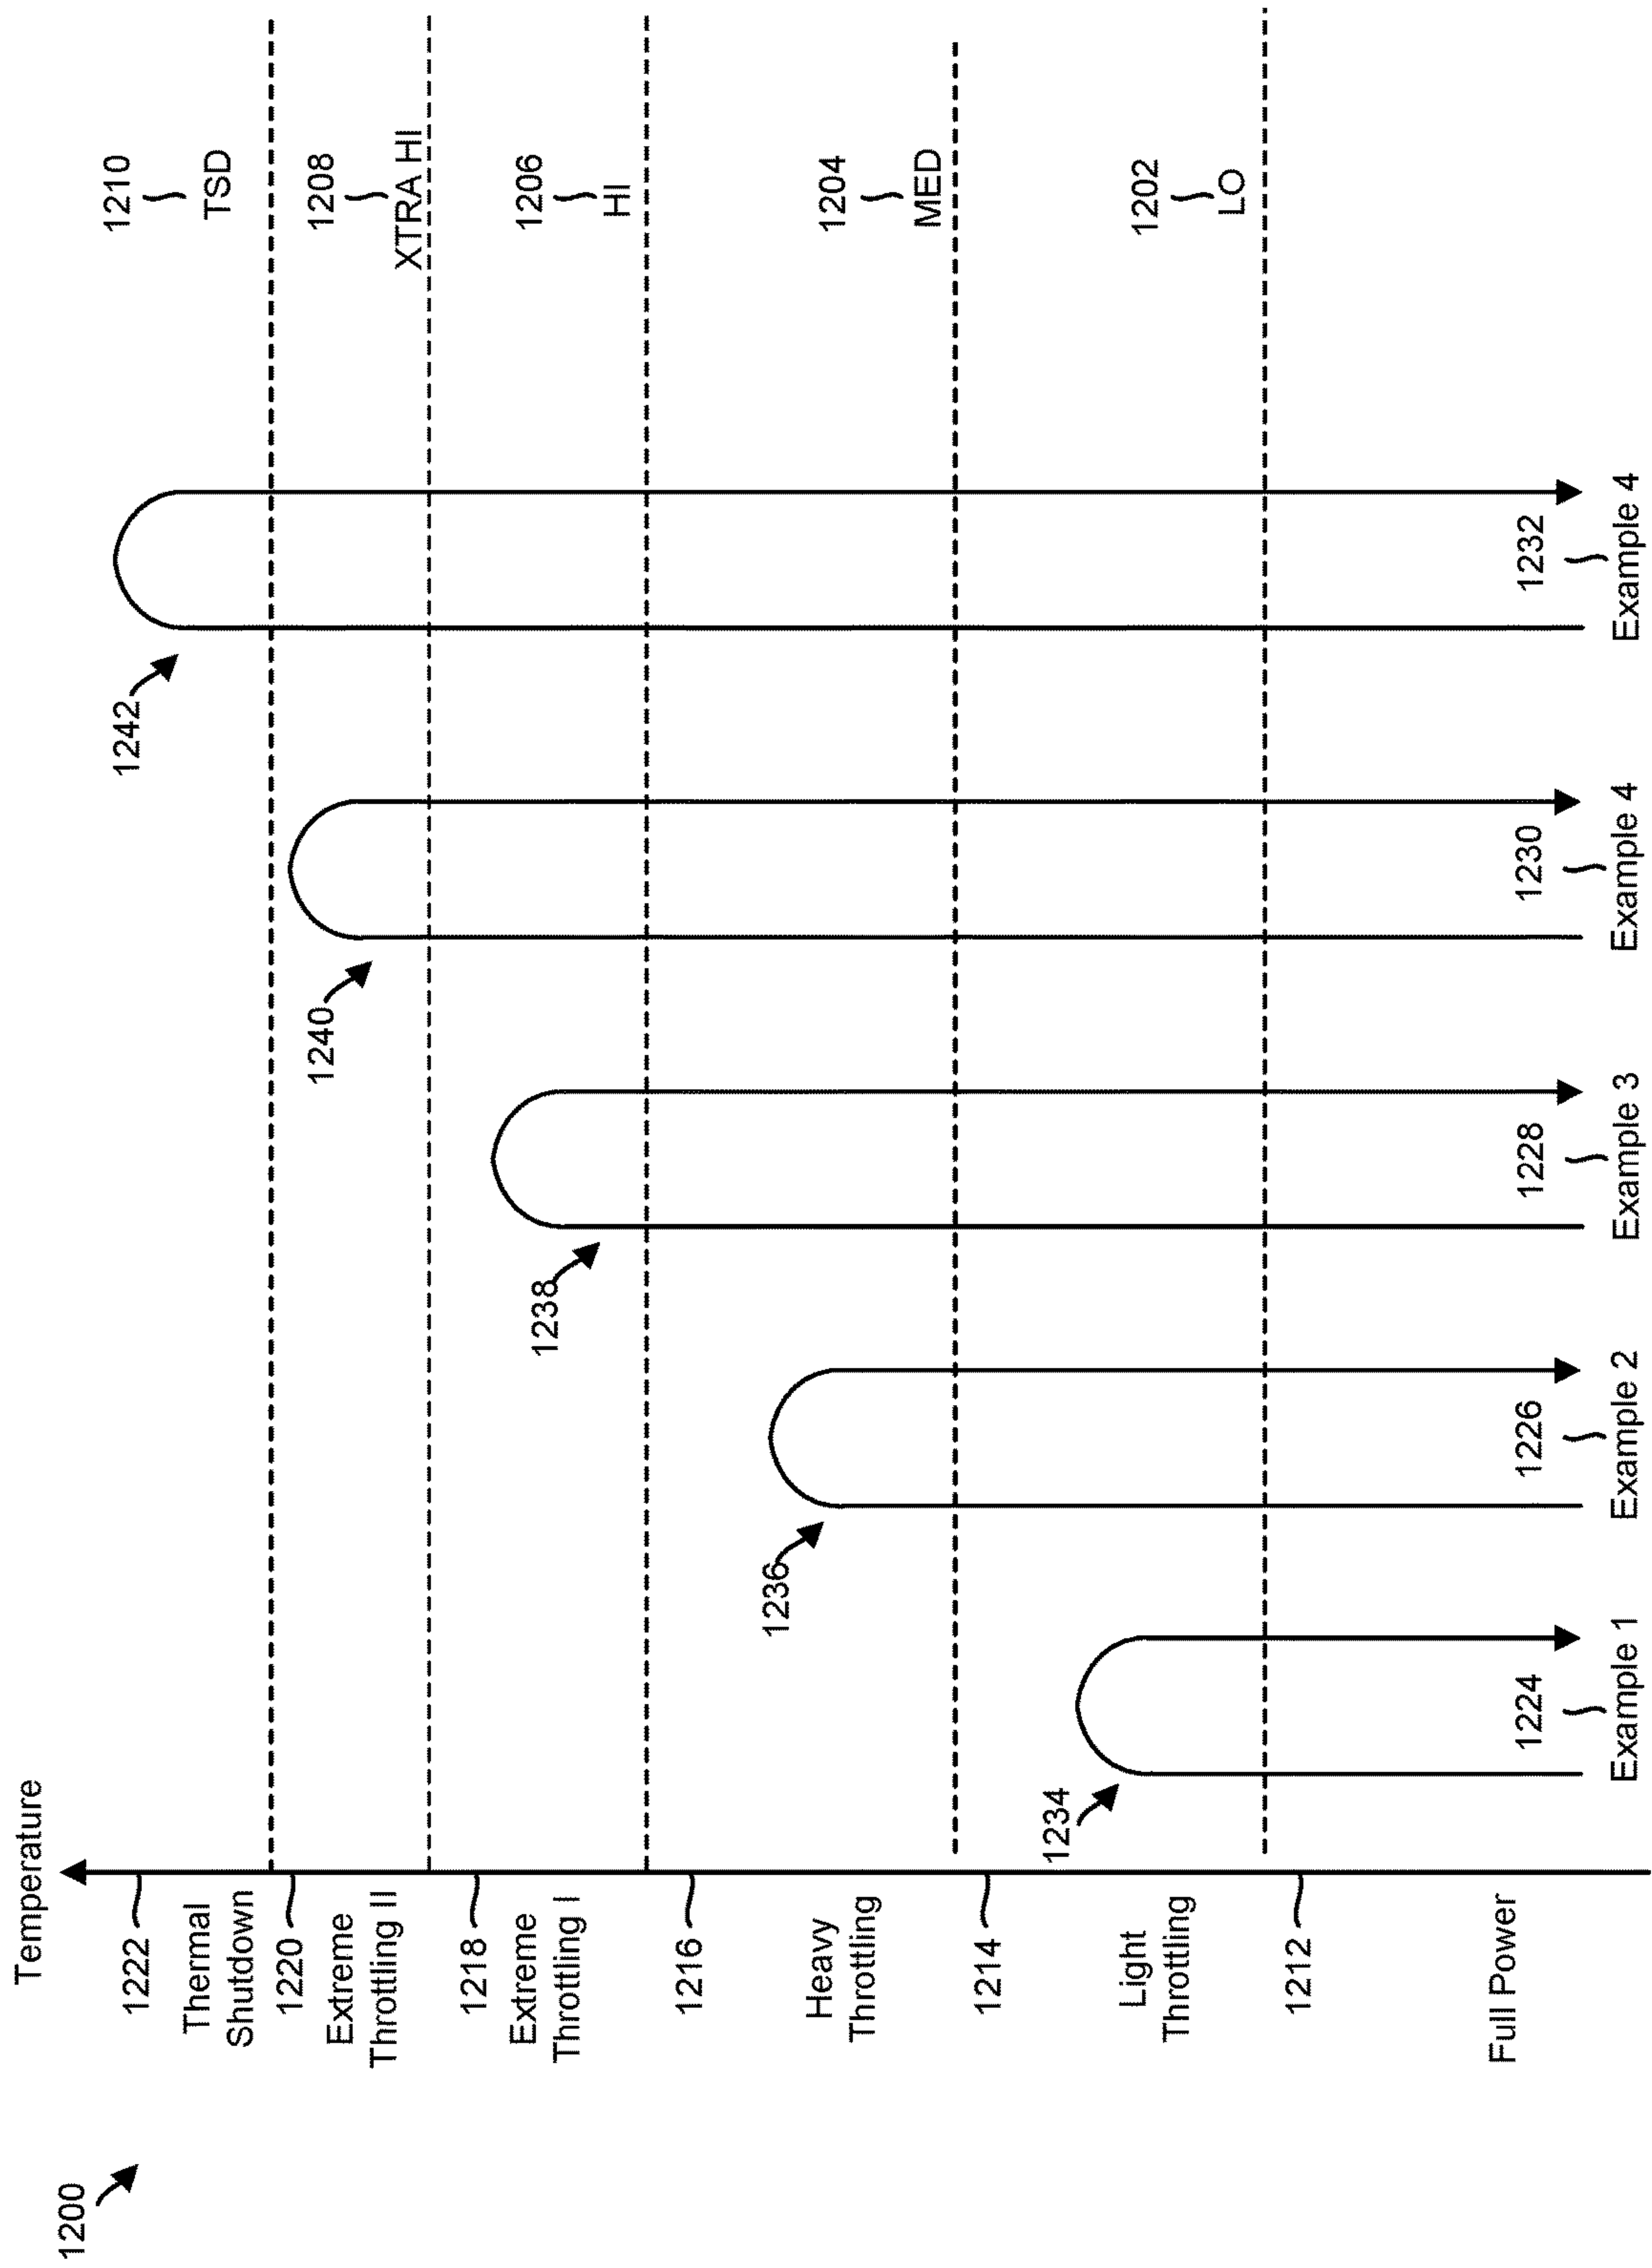 1200
Temperature
1222
Thermal
Shutdown
1220
Extreme
Throttling II
1218
Extreme
Throttling I
1216
Heavy
Throttling
1214
Light
Throttling
1212
Full Power
1210
TSD
1208
XTRA HI
1206
HI
1204
MED
1202
LO
1234
1236
1238
1240
1242
1224
Example 1
1226
Example 2
1228
Example 3
1230
Example 4
1232
Example 4